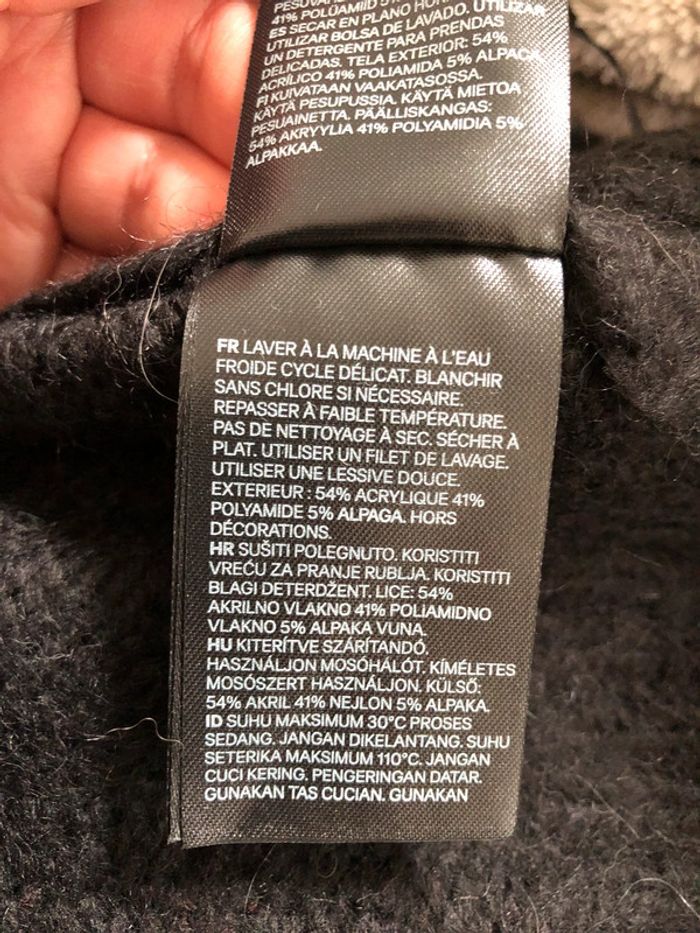 41% POLÜAMIID 5%
ES SECAR EN PLANO HOR UTILIZAR
UTILIZAR BOLSA DE LAVADO. UTILIZAR
UN DETERGENTE PARA PRENDAS
DELICADAS. TELA EXTERIOR: 54%
ACRÍLICO 41% POLIAMIDA 5% ALPACA
FI KUIVATAAN VAAKATASOSSA.
KÄYTÄ PESUPUSSIA. KÄYTÄ MIETOA
PESUAINETTA. PÄÄLLISKANGAS:
54% AKRYYLIA 41% POLYAMIDIA 5%
ALPAKKAA.
FR LAVER À LA MACHINE À L'EAU
FROIDE CYCLE DÉLICAT. BLANCHIR
SANS CHLORE SI NÉCESSAIRE.
REPASSER À FAIBLE TEMPÉRATURE.
PAS DE NETTOYAGE À SEC. SÉCHER À
PLAT. UTILISER UN FILET DE LAVAGE.
UTILISER UNE LESSIVE DOUCE.
EXTERIEUR : 54% ACRYLIQUE 41%
POLYAMIDE 5% ALPAGA. HORS
DÉCORATIONS.
HR SUŠITI POLEGNUTO. KORISTITI
VREĆU ZA PRANJE RUBLJA. KORISTITI
BLAGI DETERDŽENT. LICE: 54%
AKRILNO VLAKNO 41% POLIAMIDNO
VLAKNO 5% ALPAKA VUNA.
HU KITERÍTVE SZÁRÍTANDÓ.
HASZNÁLJON MOSÓHÁLÓT. KÍMÉLETES
MOSÓSZERT HASZNÁLJON. KÜLSŐ:
54% AKRIL 41% NEJLON 5% ALPAKA.
ID SUHU MAKSIMUM 30°C PROSES
SEDANG. JANGAN DIKELANTANG. SUHU
SETERIKA MAKSIMUM 110°C. JANGAN
CUCI KERING. PENGERINGAN DATAR.
GUNAKAN TAS CUCIAN. GUNAKAN